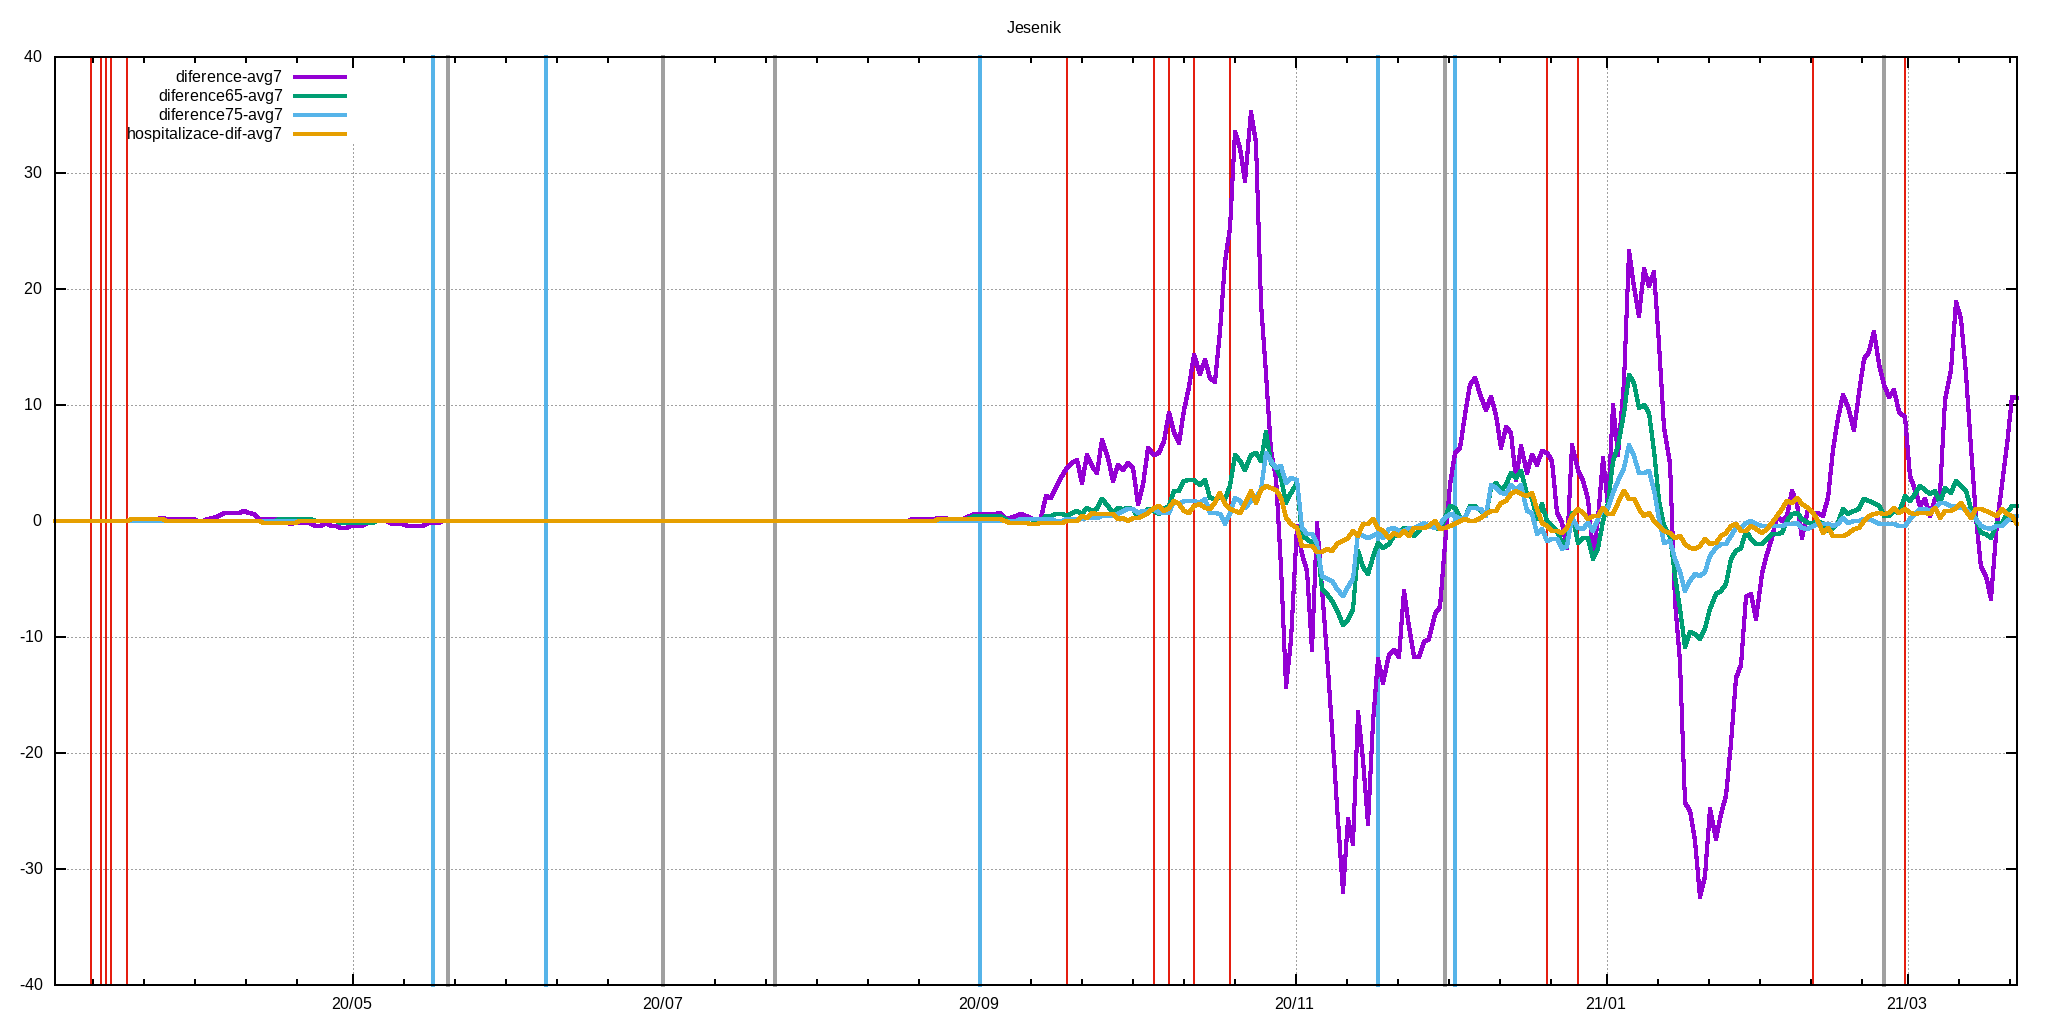 Jesenik
diference-avg7
diference65-avg7
diference75-avg7
hospitalizace-dif-avg7
40
30
20
10
0
-10
-20
-30
-40
20/05 20/07 20/09 20/11 21/01 21/03